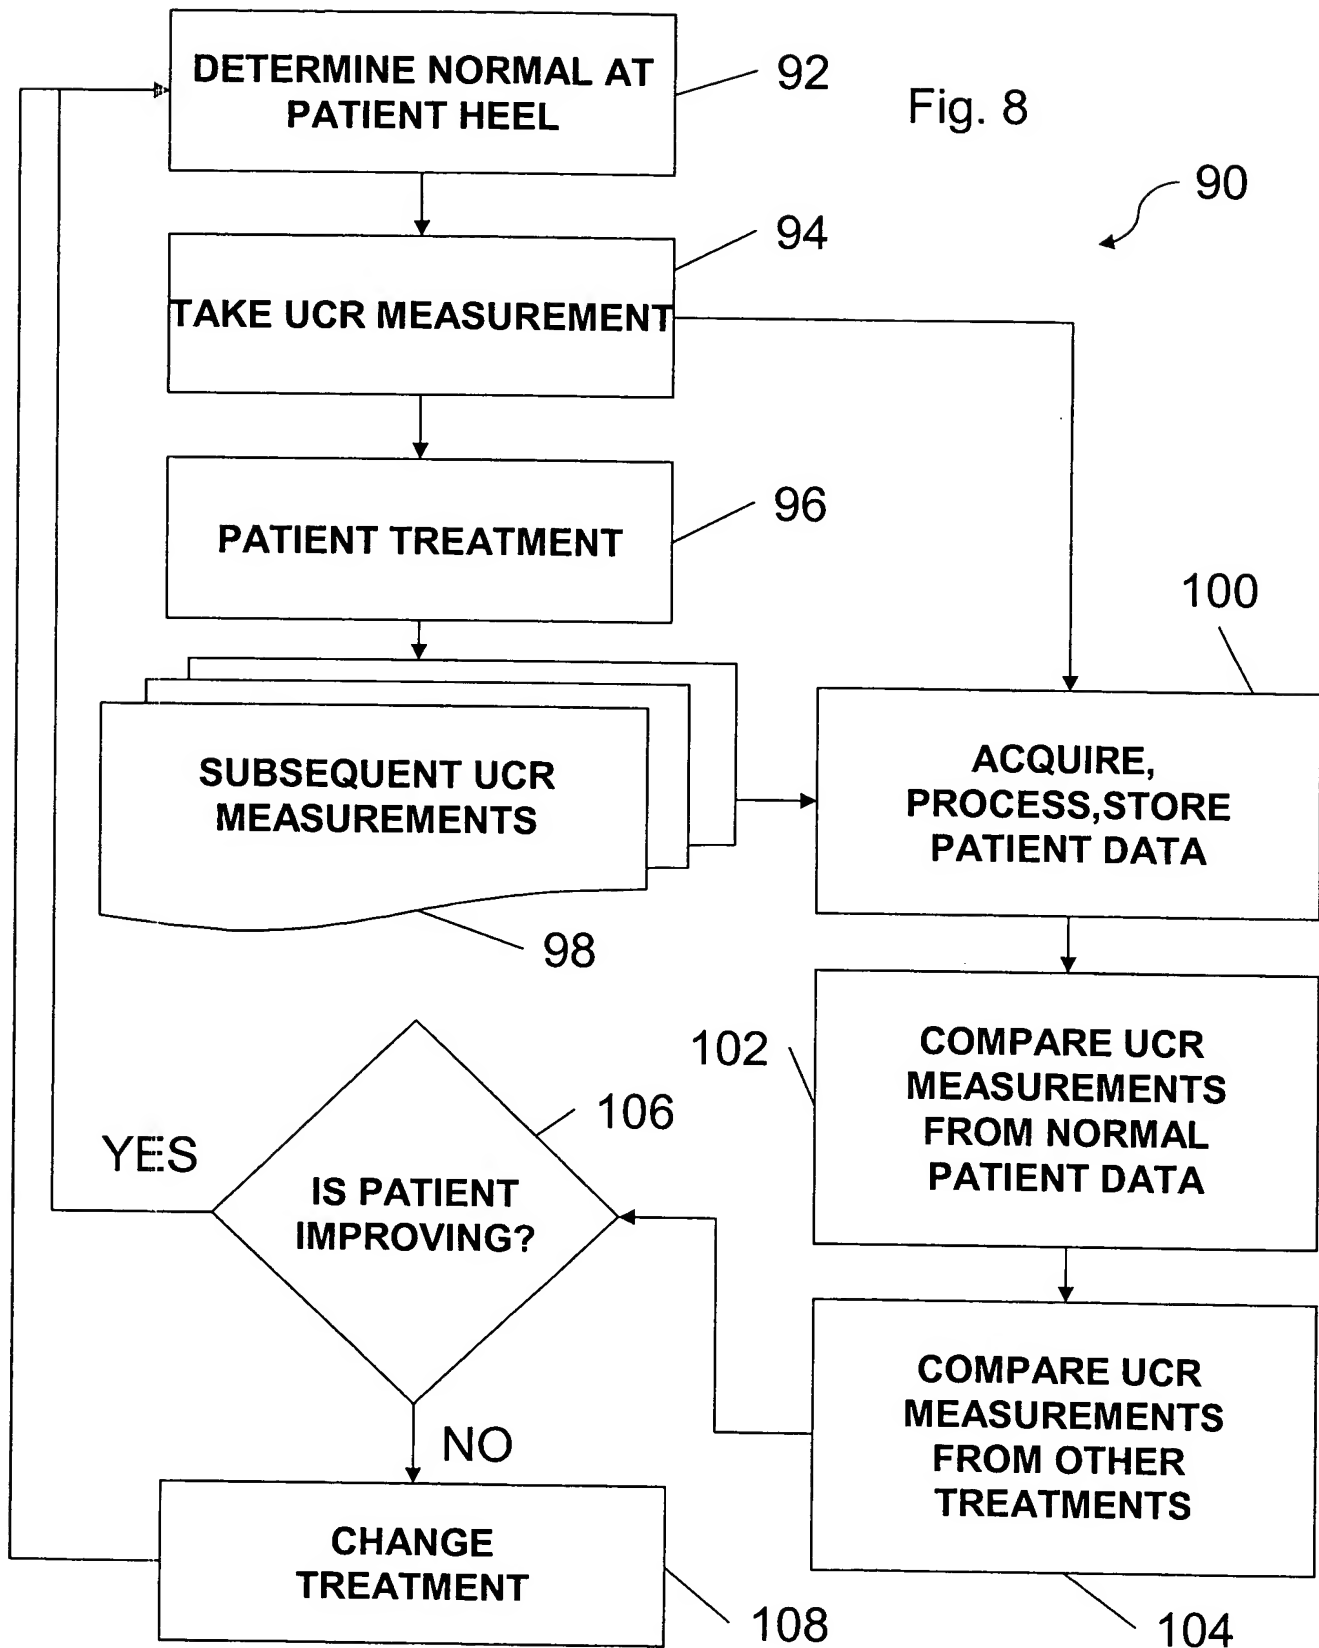 DETERMINE NORMAL AT
PATIENT HEEL
92
Fig. 8
90
TAKE UCR MEASUREMENT
94
PATIENT TREATMENT
96
SUBSEQUENT UCR
MEASUREMENTS
98
100
ACQUIRE,
PROCESS,STORE
PATIENT DATA
102
COMPARE UCR
MEASUREMENTS
FROM NORMAL
PATIENT DATA
106
YES
IS PATIENT
IMPROVING?
NO
COMPARE UCR
MEASUREMENTS
FROM OTHER
TREATMENTS
104
CHANGE
TREATMENT
108